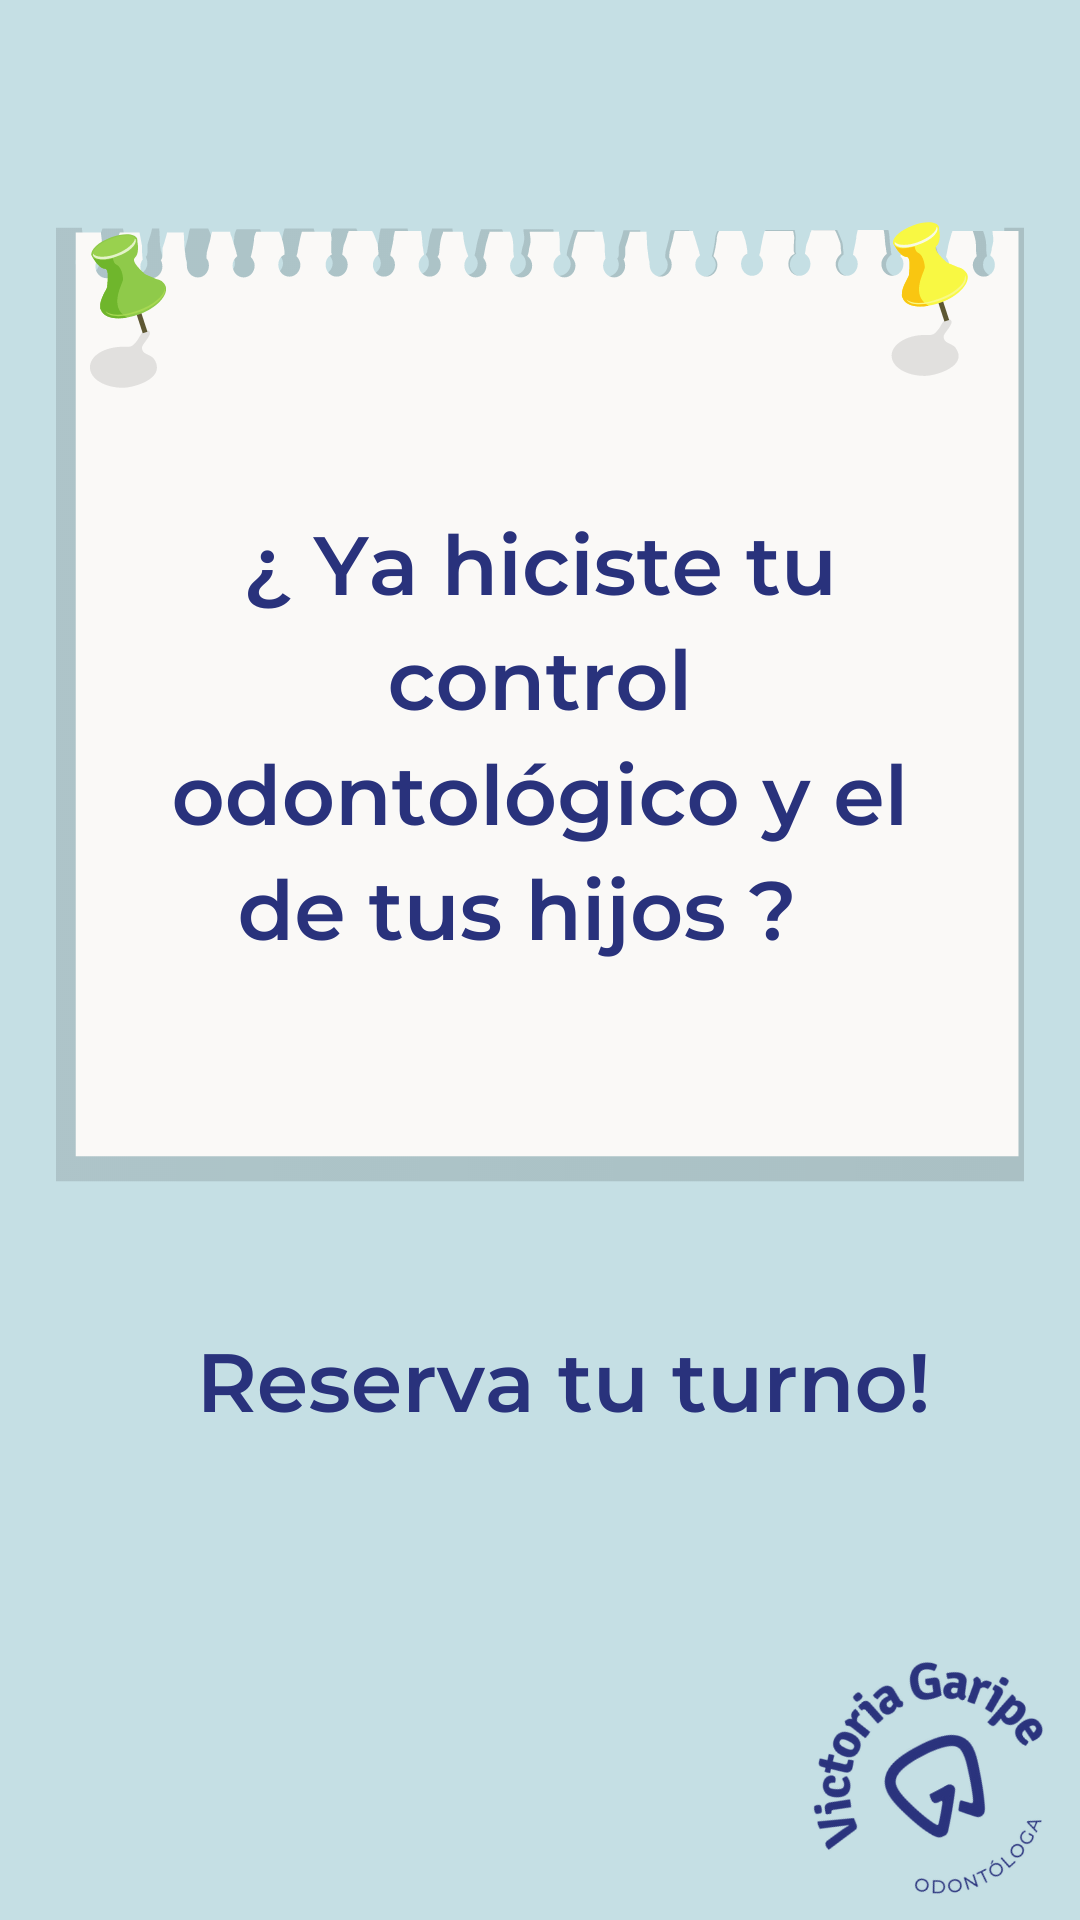 ¿ Ya hiciste tu
control
odontológico y el
de tus hijos ?
Reserva tu turno!
Victoria Garipe
ODONTÓLOGA